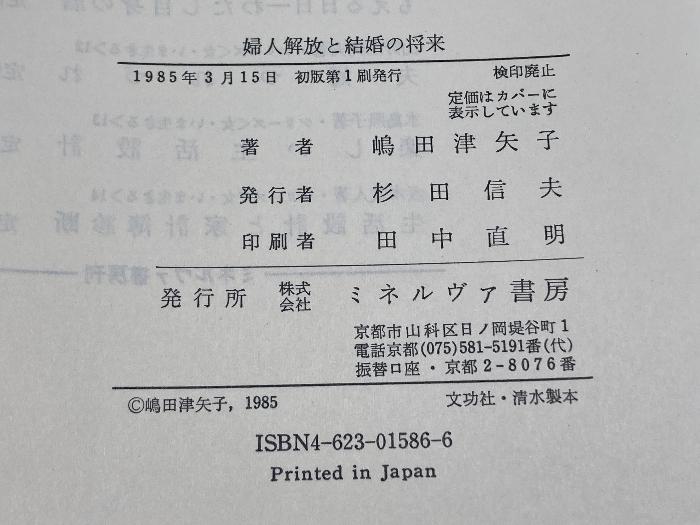 婦人解放と結婚の将来
1985年3月15日 初版第1刷発行 検印廃止
定価はカバーに
表示しています
著者 嶋田津矢子
発行者 杉田信夫
印刷者 田中直明
発行所 株式会社 ミネルヴァ書房
京都市山科区日ノ岡堤谷町1
電話京都(075)581-5191番(代)
振替口座・京都2-8076番
©嶋田津矢子, 1985 文功社・清水製本
ISBN4-623-01586-6
Printed in Japan